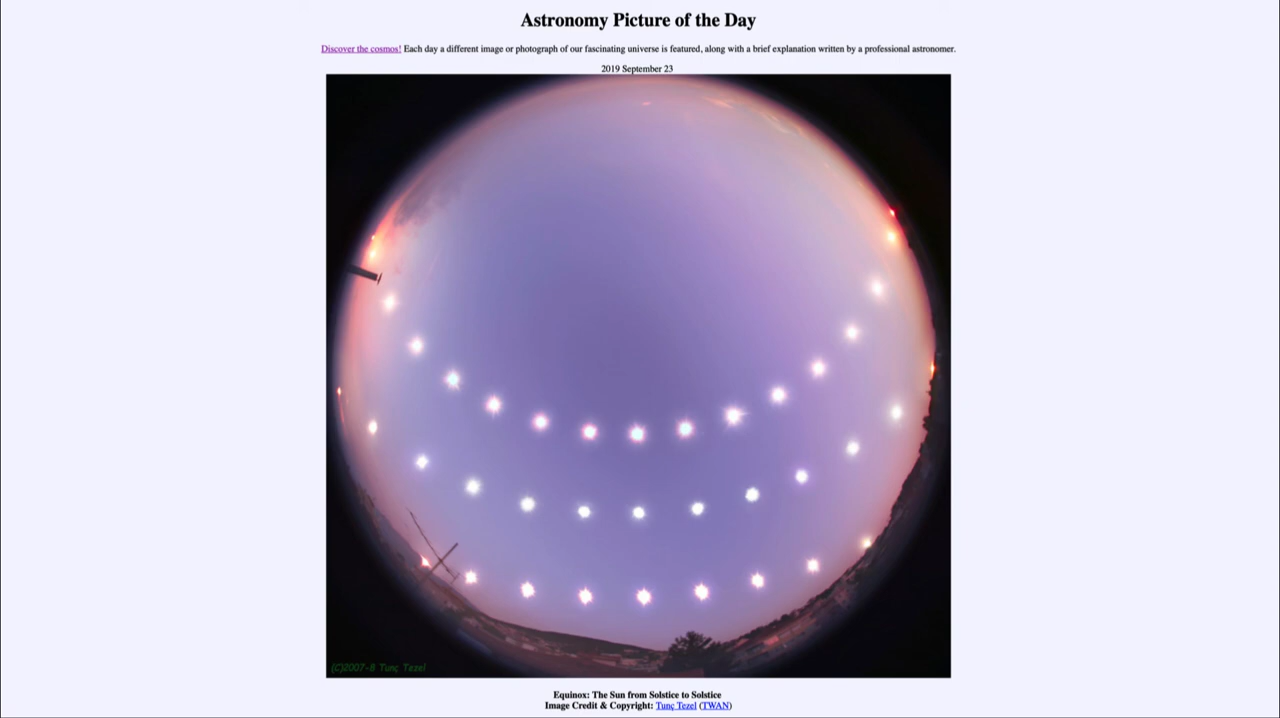 Astronomy Picture of the Day
Discover the cosmos! Each day a different image or photograph of our fascinating universe is featured, along with a brief explanation written by a professional astronomer.
2019 September 23
(C)2007-8 Tunç Tezel
Equinox: The Sun from Solstice to Solstice
Image Credit & Copyright: Tunç Tezel (TWAN)